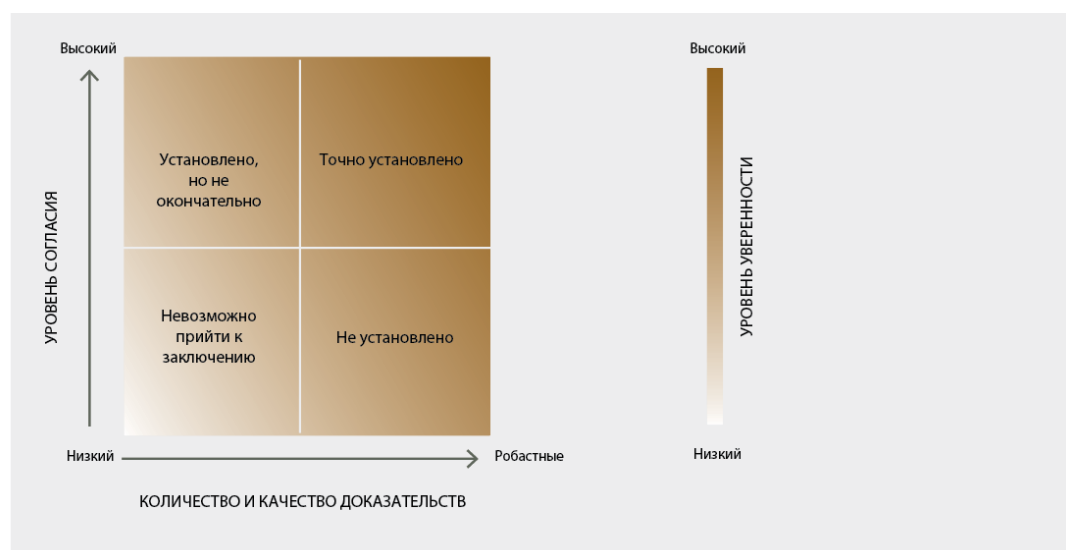 Высокий
Высокий
Установлено,
но не
окончательно
Точно установлено
УРОВЕНЬ СОГЛАСИЯ
УРОВЕНЬ УВЕРЕННОСТИ
Невозможно
прийти к
заключению
Не установлено
Низкий
Робастные
Низкий
КОЛИЧЕСТВО И КАЧЕСТВО ДОКАЗАТЕЛЬСТВ